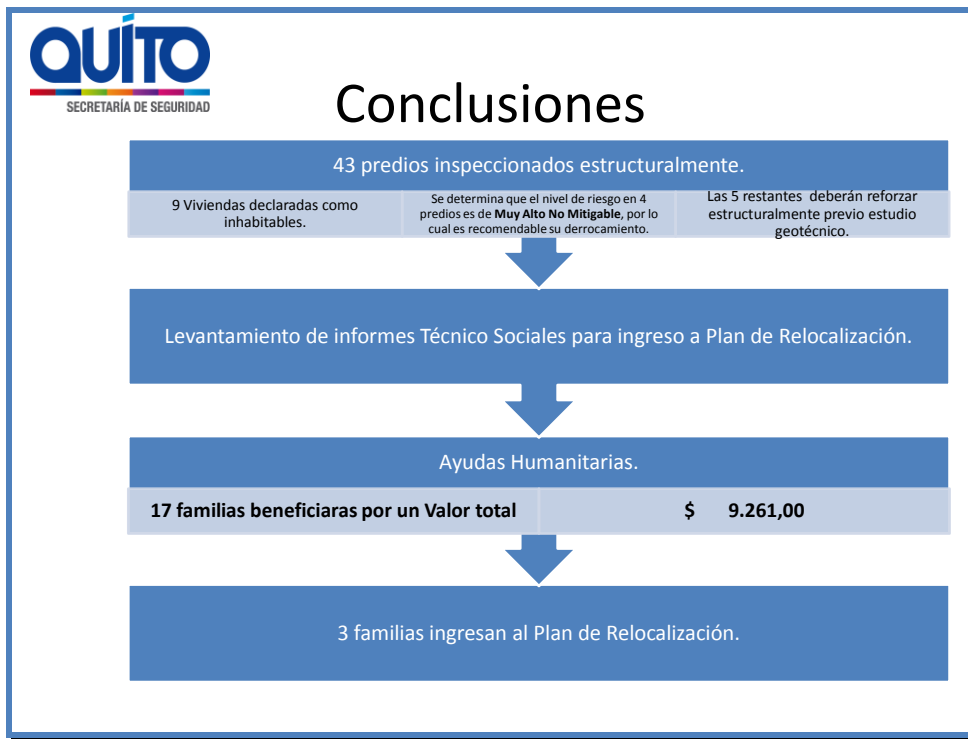 QUITO
SECRETARÍA DE SEGURIDAD
Conclusiones
43 predios inspeccionados estructuralmente.
9 Viviendas declaradas como
inhabitables.
Se determina que el nivel de riesgo en 4
predios es de Muy Alto No Mitigable, por lo
cual es recomendable su derrocamiento.
Las 5 restantes deberán reforzar
estructuralmente previo estudio
geotécnico.
Levantamiento de informes Técnico Sociales para ingreso a Plan de Relocalización.
Ayudas Humanitarias.
17 familias beneficiaras por un Valor total
$ 9.261,00
3 familias ingresan al Plan de Relocalización.